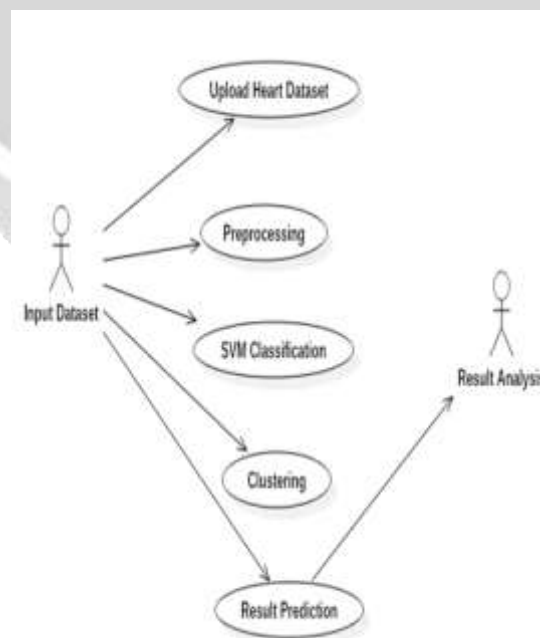 Upload Heart Dataset
Preprocessing
Input Dataset
SVM Classification
Result Analysis
Clustering
Result Prediction